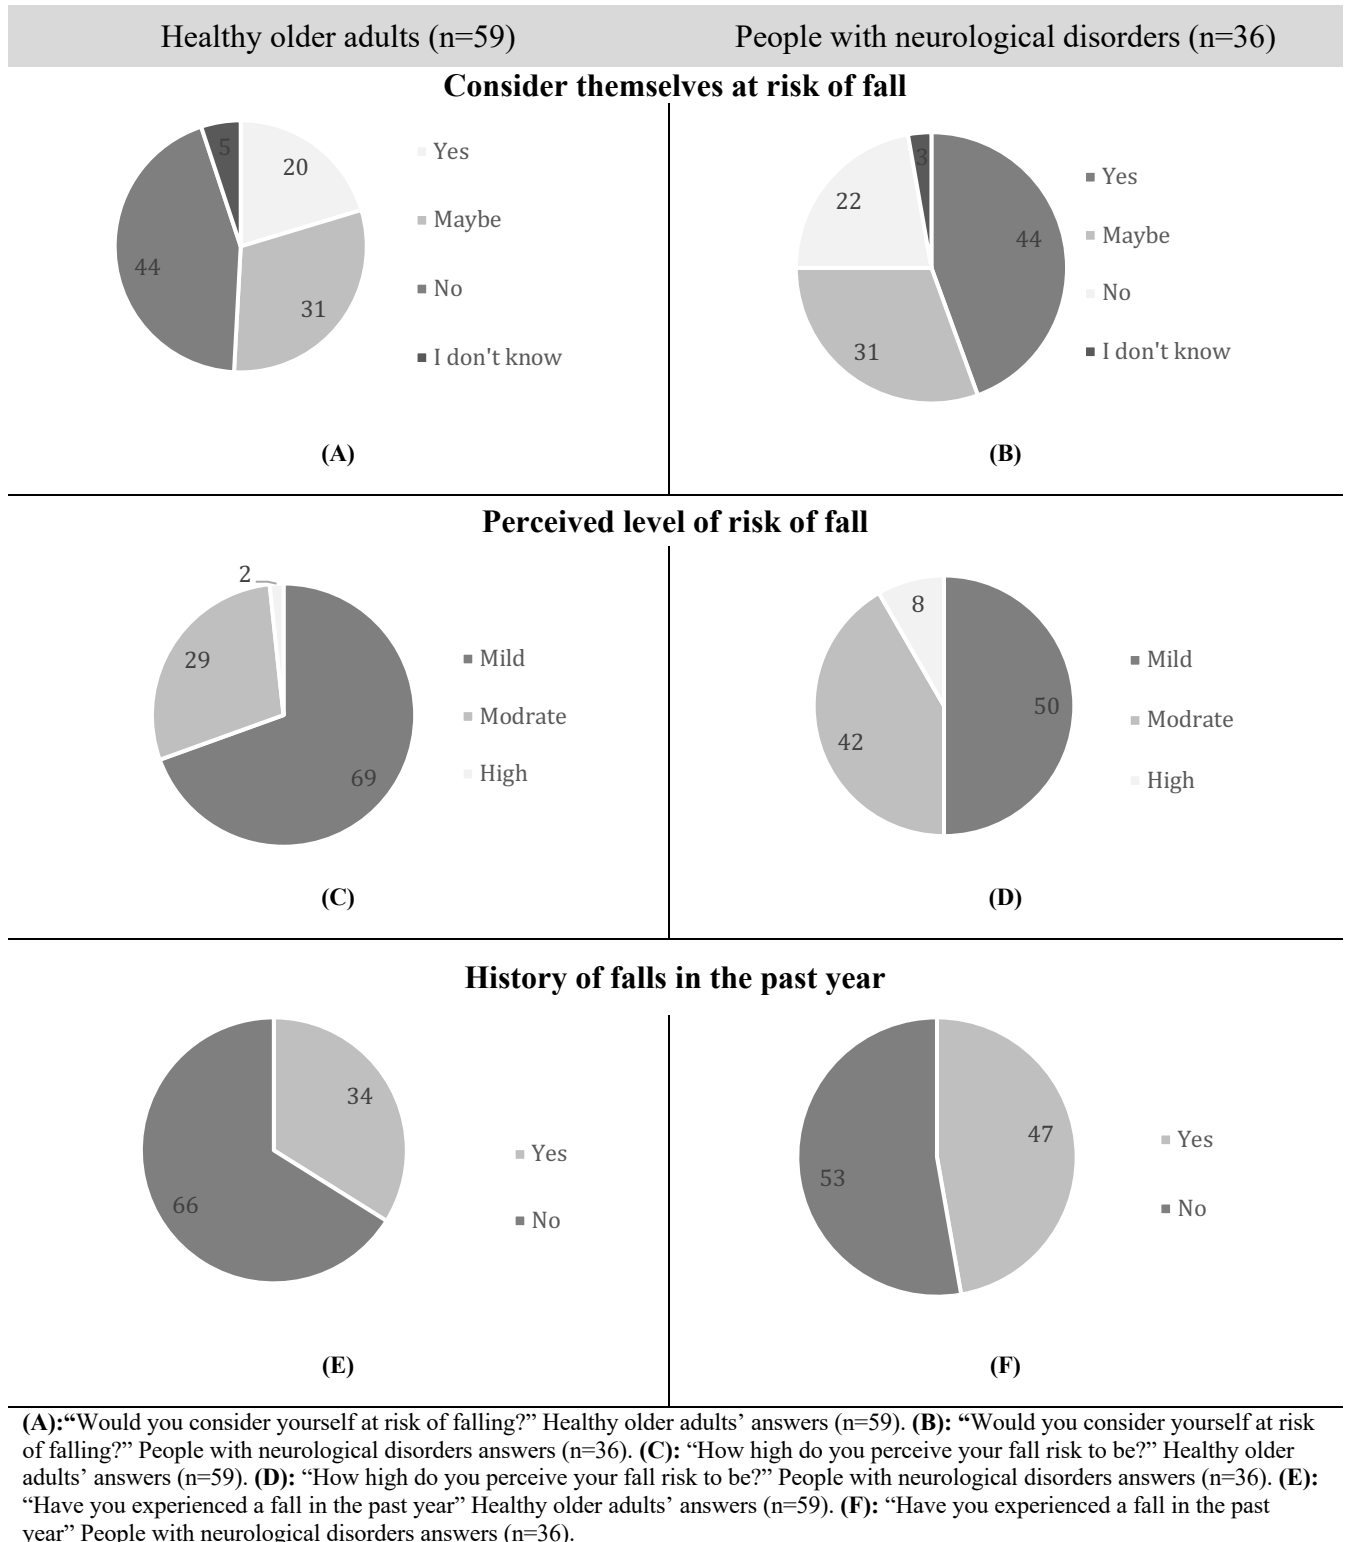 Healthy older adults (n=59) People with neurological disorders (n=36)
Consider themselves at risk of fall
5
20
44
31
Yes
Maybe
No
I don't know
(A)
3
22
44
31
Yes
Maybe
No
I don't know
(B)
Perceived level of risk of fall
2
29
69
Mild
Modrate
High
(C)
8
50
42
Mild
Modrate
High
(D)
History of falls in the past year
34
66
Yes
No
(E)
47
53
Yes
No
(F)
(A):“Would you consider yourself at risk of falling?” Healthy older adults’ answers (n=59). (B): “Would you consider yourself at risk
of falling?” People with neurological disorders answers (n=36). (C): “How high do you perceive your fall risk to be?” Healthy older
adults’ answers (n=59). (D): “How high do you perceive your fall risk to be?” People with neurological disorders answers (n=36). (E):
“Have you experienced a fall in the past year” Healthy older adults’ answers (n=59). (F): “Have you experienced a fall in the past
year” People with neurological disorders answers (n=36).